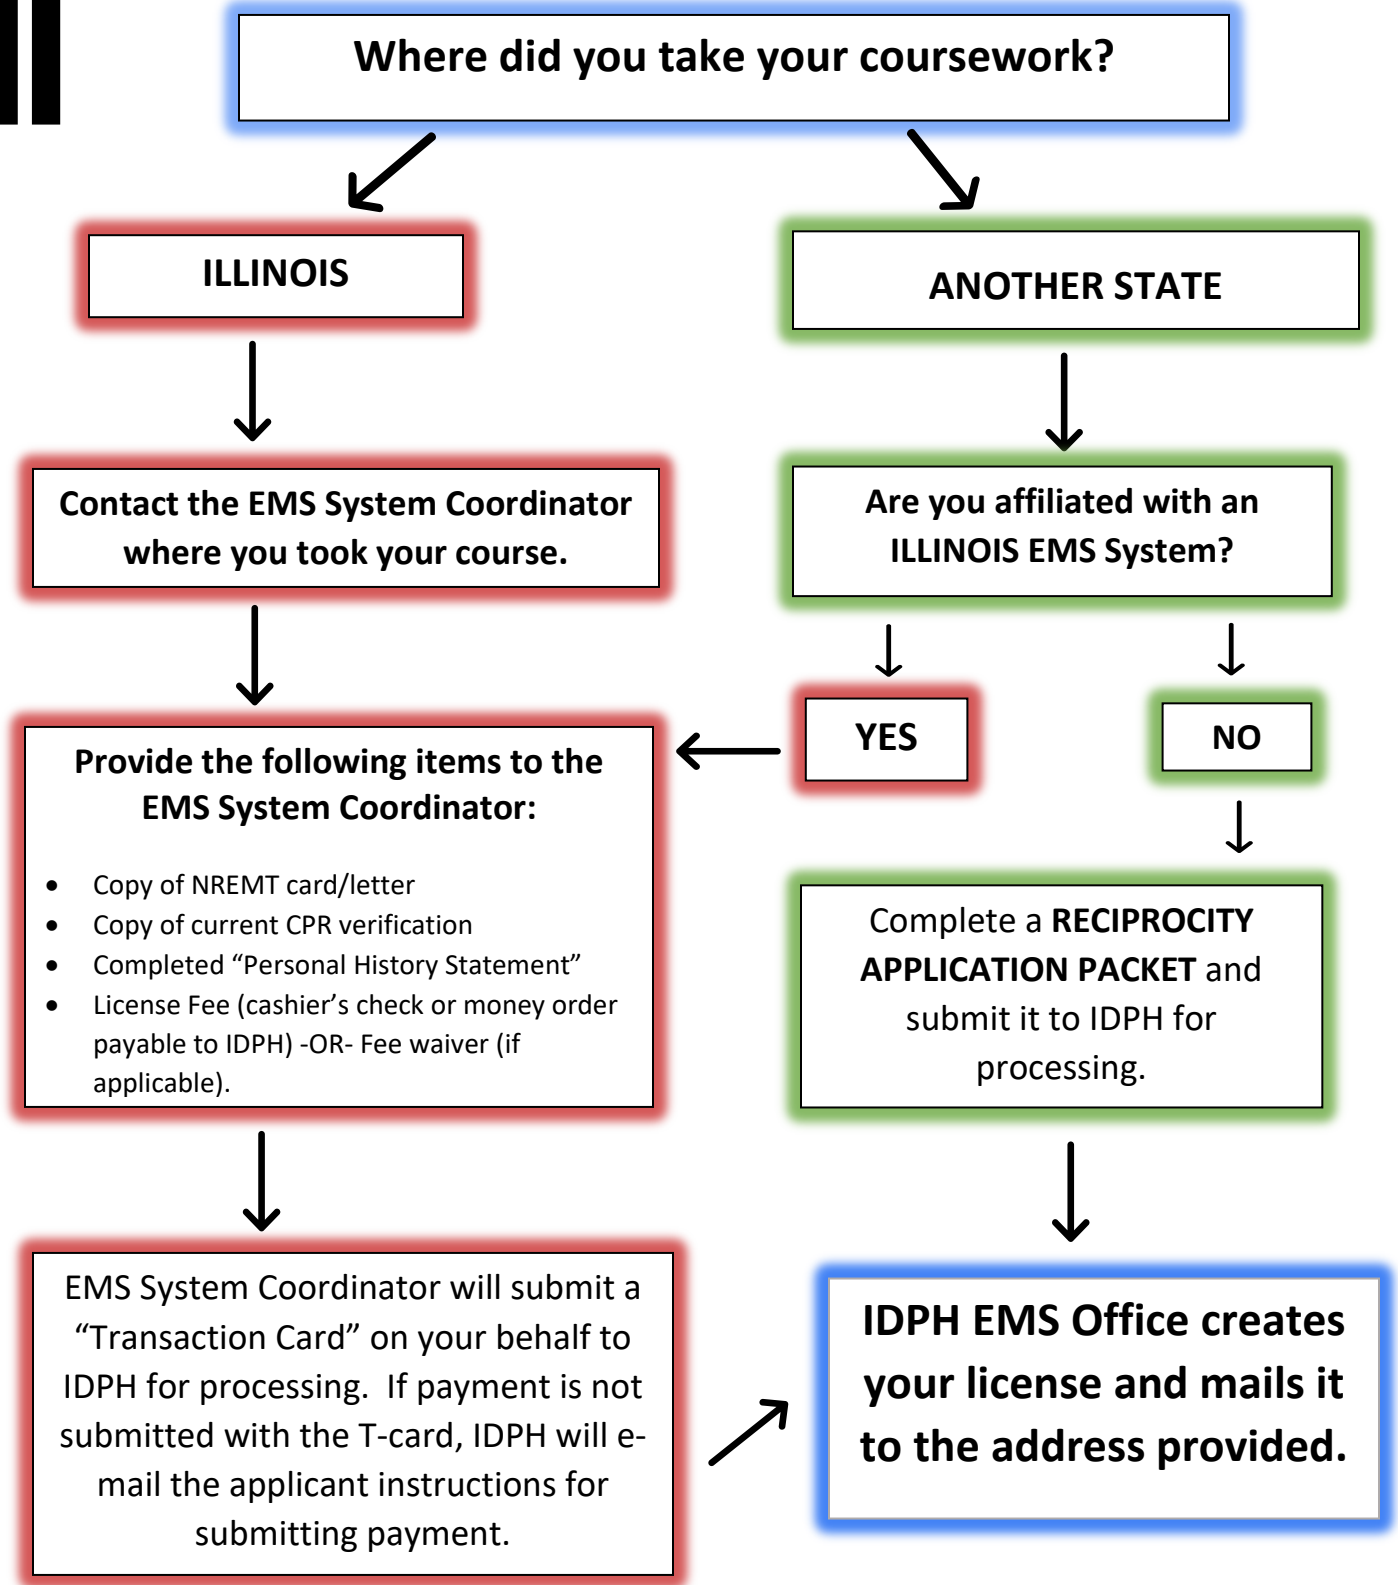 Where did you take your coursework?
ILLINOIS
ANOTHER STATE
Contact the EMS System Coordinator
where you took your course.
Are you affiliated with an
ILLINOIS EMS System?
YES
NO
Provide the following items to the
EMS System Coordinator:
• Copy of NREMT card/letter
• Copy of current CPR verification
• Completed “Personal History Statement”
• License Fee (cashier’s check or money order
payable to IDPH) -OR- Fee waiver (if
applicable).
Complete a RECIPROCITY
APPLICATION PACKET and
submit it to IDPH for
processing.
EMS System Coordinator will submit a
“Transaction Card” on your behalf to
IDPH for processing.  If payment is not
submitted with the T-card, IDPH will e-
mail the applicant instructions for
submitting payment.
IDPH EMS Office creates
your license and mails it
to the address provided.